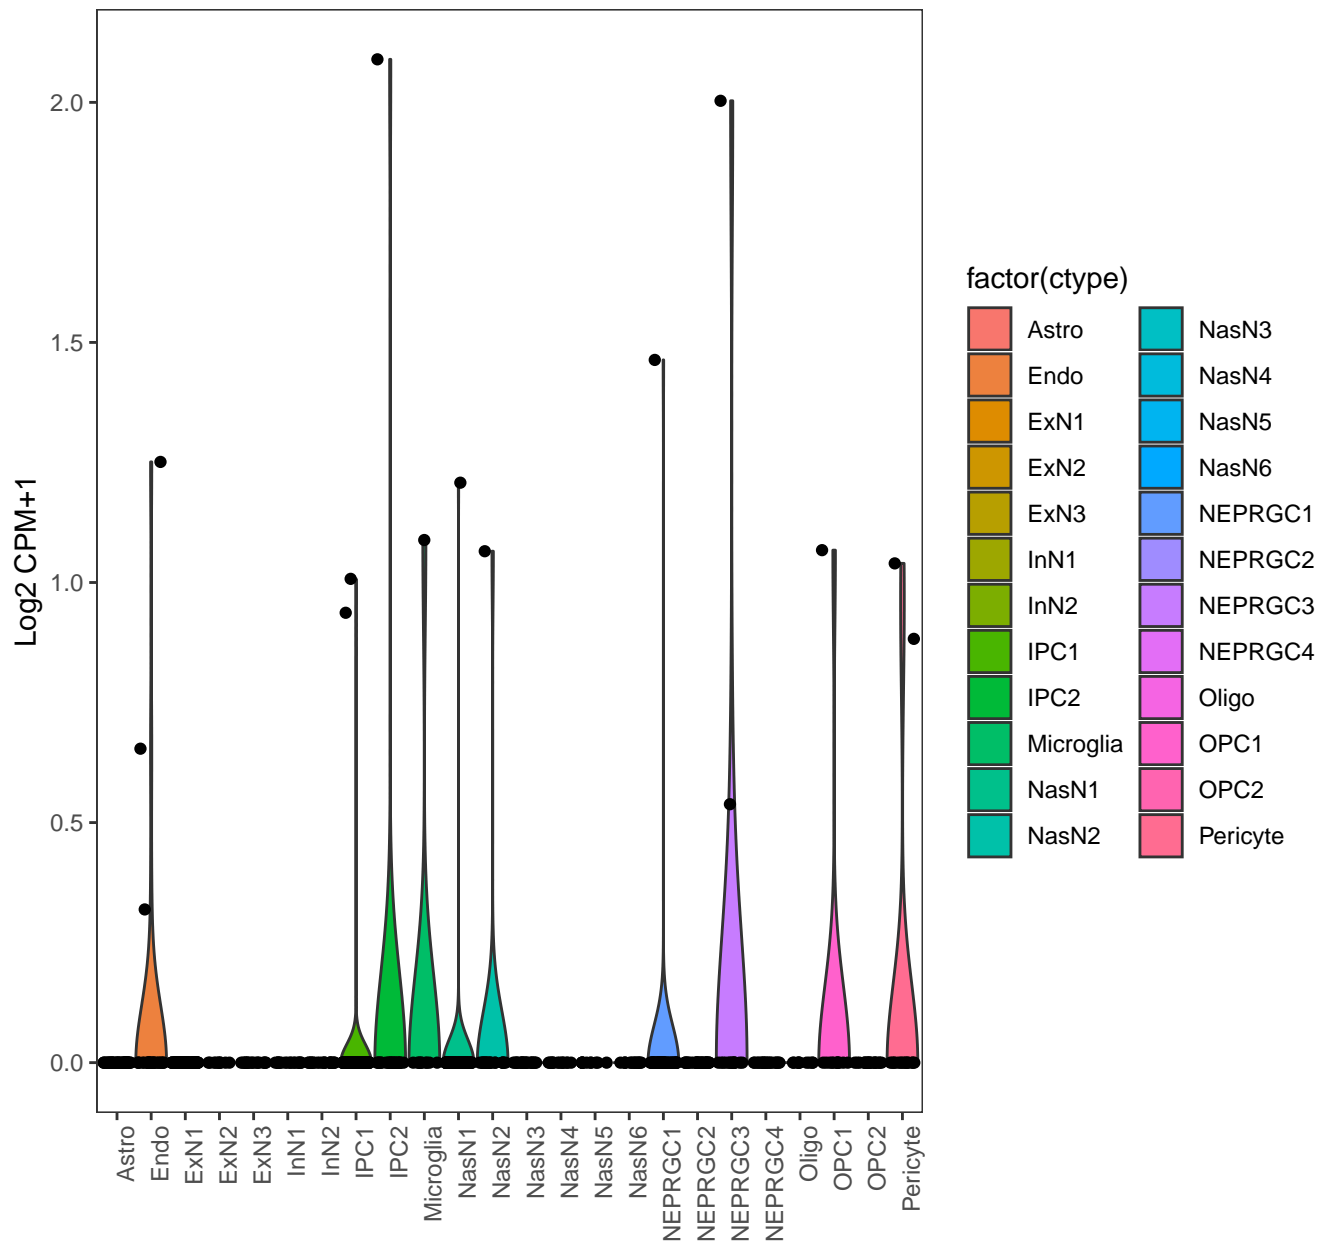 Log2 CPM+1
2.0
1.5
1.0
0.5
0.0
Astro
Endo
ExN1
ExN2
ExN3
InN1
InN2
IPC1
IPC2
Microglia
NasN1
NasN2
NasN3
NasN4
NasN5
NasN6
NEPRGC1
NEPRGC2
NEPRGC3
NEPRGC4
Oligo
OPC1
OPC2
Pericyte
factor(ctype)
Astro
Endo
ExN1
ExN2
ExN3
InN1
InN2
IPC1
IPC2
Microglia
NasN1
NasN2
NasN3
NasN4
NasN5
NasN6
NEPRGC1
NEPRGC2
NEPRGC3
NEPRGC4
Oligo
OPC1
OPC2
Pericyte